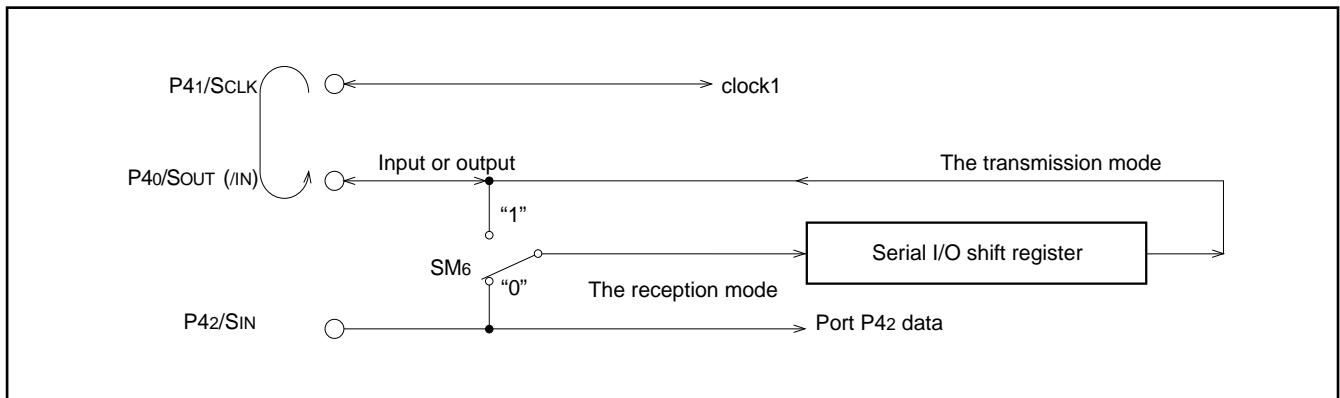 P41/SCLK
clock1
P40/SOUT (/IN)
Input or output
The transmission mode
“1”
SM6
“0”
Serial I/O shift register
The reception mode
P42/SIN
Port P42 data